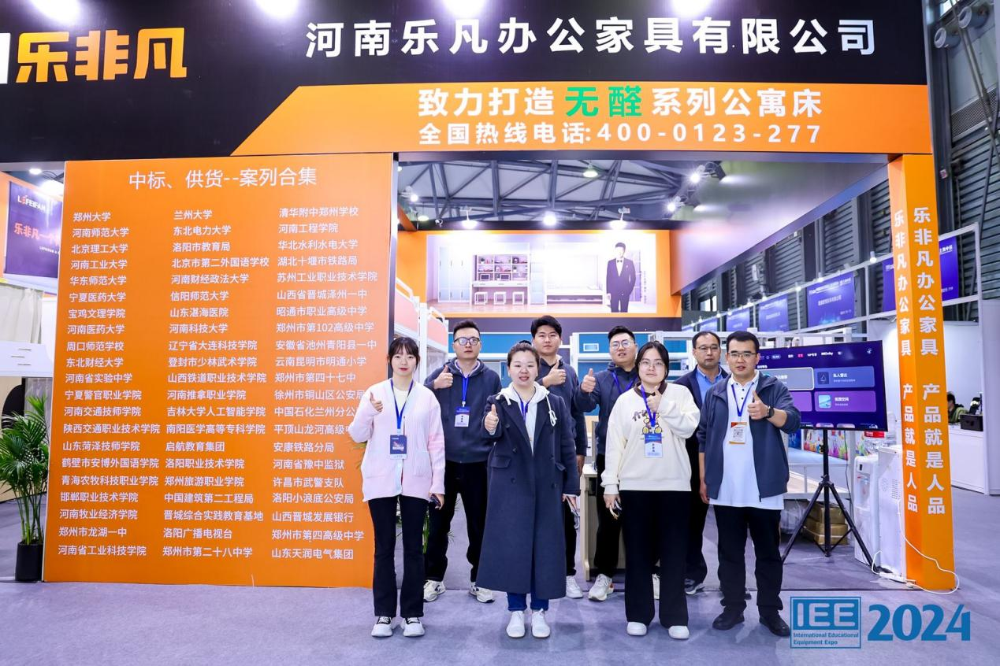 乐非凡
河南乐凡办公家具有限公司
致力打造无醛系列公寓床
全国热线电话:400-0123-277
中标、供货--案列合集
郑州大学
河南师范大学
北京理工大学
河南工业大学
华东师范大学
宁夏医药大学
宝鸡文理学院
河南医药大学
周口师范学校
东北财经大学
河南省实验中学
宁夏警官职业学院
河南交通技师学院
陕西交通职业技术学院
山东菏泽技师学院
鹤壁市安博外国语学校
青海农牧科技职业学院
邯郸职业技术学院
河南牧业经济学院
郑州市龙湖一中
河南省工业科技学院
兰州大学
东北电力大学
洛阳市教育局
北京市第二外国语学校
河南财经政法大学
信阳师范大学
山东湛海医院
河南科技大学
辽宁省大连科技学院
登封市少林武术学院
山西铁道职业技术学院
河南推拿职业学院
吉林大学人工智能学院
南阳医学高等专科学院
启航教育集团
洛阳职业技术学院
郑州旅游职业学院
中国建筑第二工程局
晋城综合实践教育基地
洛阳广播电视台
郑州市第二十八中学
清华附中郑州学校
河南工程学院
华北水利水电大学
湖北十堰市铁路局
苏州工业职业技术学院
山西省晋城泽州一中
昭通市职业高级中学
郑州市第102高级中学
安徽省池州青阳县一中
云南昆明市明通小学
郑州市第四十七中
徐州市铜山区公安局
中国石化兰州分公
平顶山龙河高级
安康铁路分局
河南省豫中监狱
许昌市武警支队
洛阳小浪底公安局
山西晋城发展银行
郑州市第四高级中学
山东天润电气集团
乐非凡办公家具 产品就是人品
乐非凡办公家具 产品就是人品
IEE 2024
International Educational
Equipment Expo